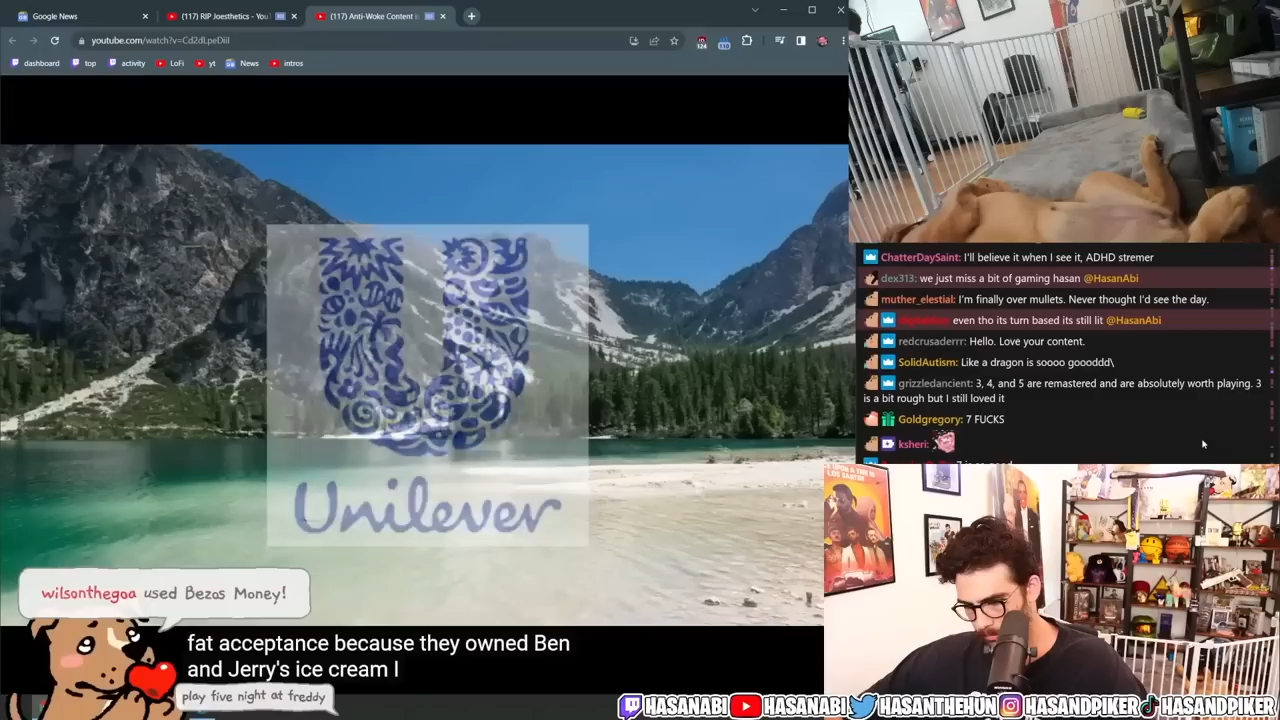 Google News
(117) RIP Joesthetics - You
(117) Anti-Woke Content i
youtube.com/watch?v=Cd2dLpeDiiI
124
110
dashboard
top
activity
LoFi
yt
News
intros
Unilever
ChatterDaySaint: I'll believe it when I see it, ADHD stremer
dex313: we just miss a bit of gaming hasan @HasanAbi
muther_elestial: I'm finally over mullets. Never thought I'd see the day.
even tho its turn based its still lit @HasanAbi
redcrusaderrr: Hello. Love your content.
SolidAutism: Like a dragon is soooo goooddd\
grizzledancient: 3, 4, and 5 are remastered and are absolutely worth playing. 3
is a bit rough but I still loved it
Goldgregory: 7 FUCKS
ksheri:
wilsonthegoa used Bezos Money!
fat acceptance because they owned Ben
and Jerry's ice cream I
play five night at freddy
HASANABI HASANABI HASANTHEHUN HASANDPIKER HASANDPIKER